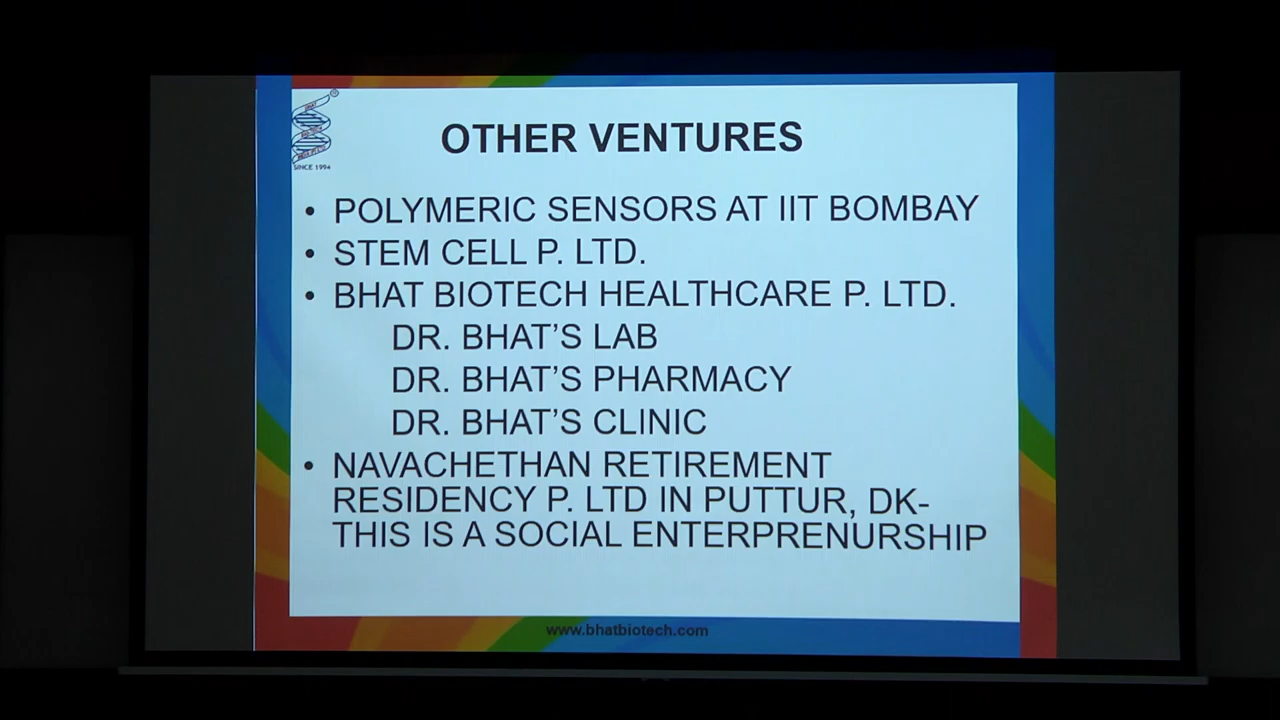 BHAT
BIOTECH
SINCE 1994
OTHER VENTURES
• POLYMERIC SENSORS AT IIT BOMBAY
• STEM CELL P. LTD.
• BHAT BIOTECH HEALTHCARE P. LTD.
DR. BHAT'S LAB
DR. BHAT'S PHARMACY
DR. BHAT'S CLINIC
• NAVACHETHAN RETIREMENT
RESIDENCY P. LTD IN PUTTUR, DK-
THIS IS A SOCIAL ENTERPRENURSHIP
www.bhatbiotech.com